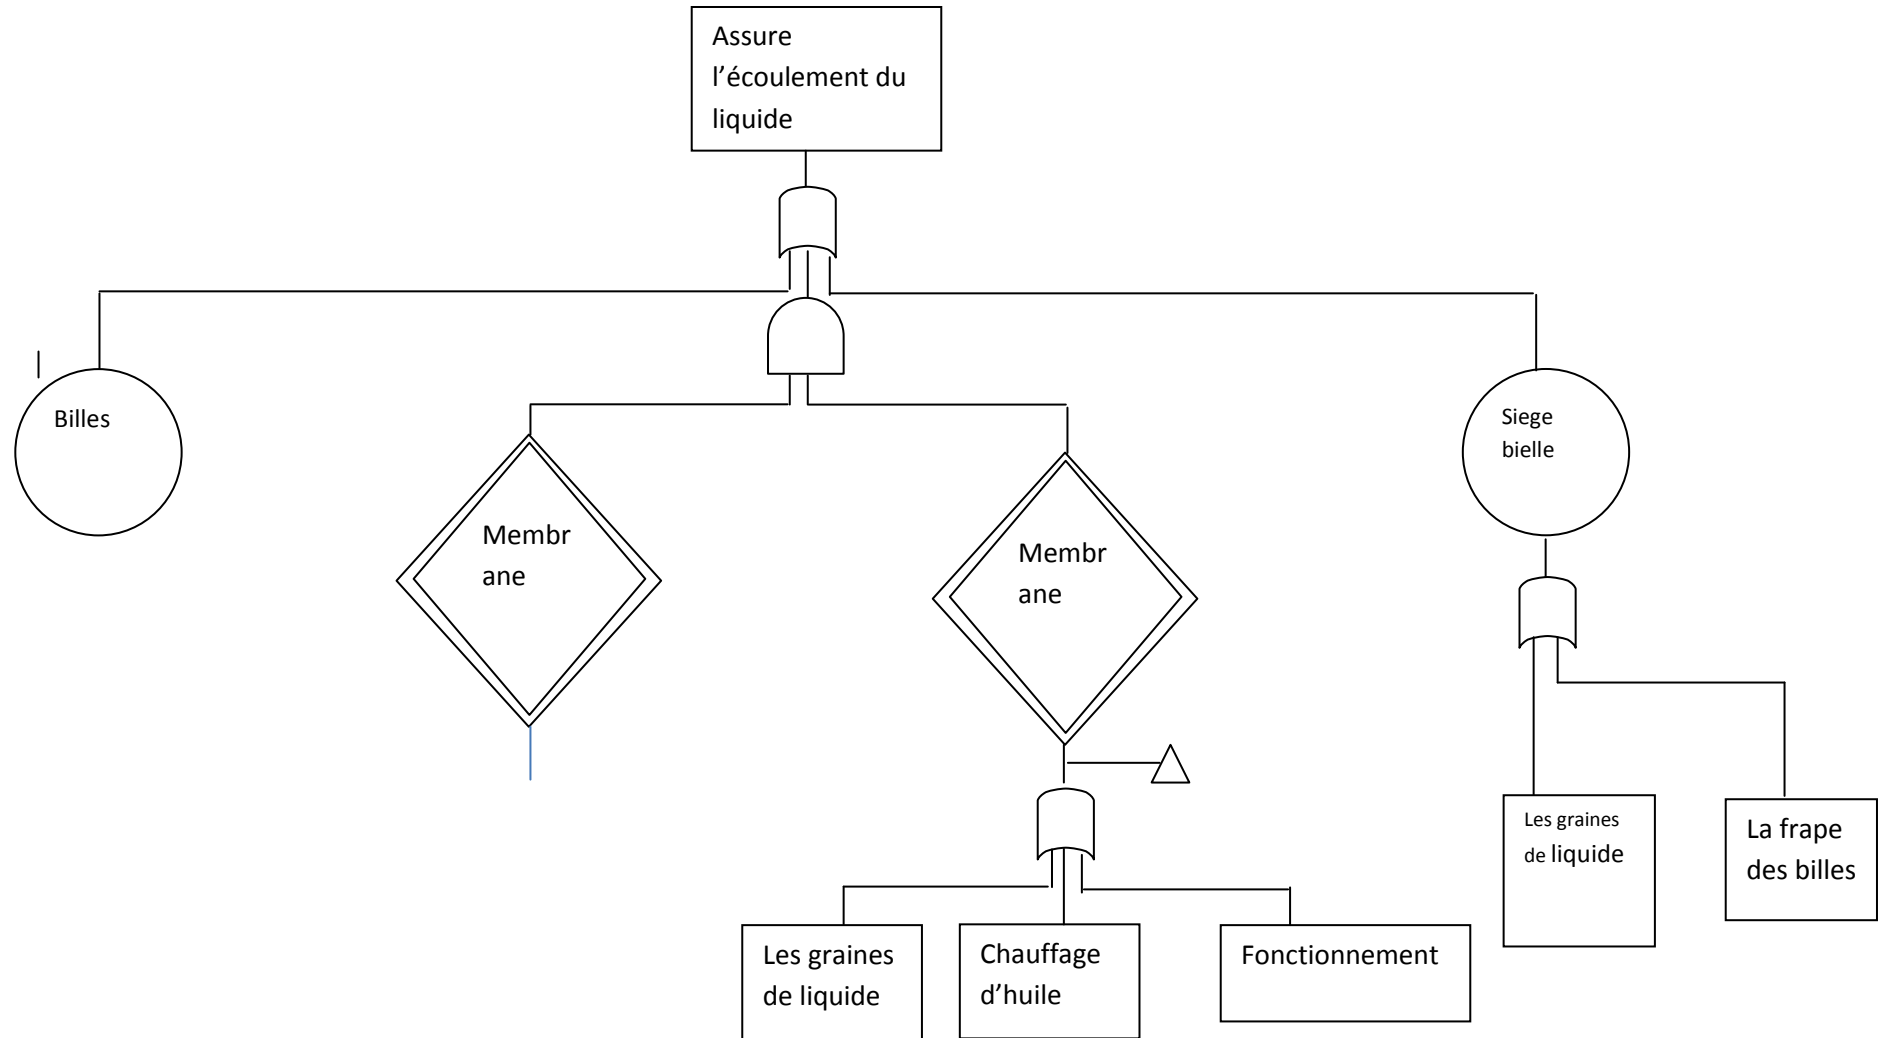 Assure
l’écoulement du
liquide
Billes
Membr
ane
Membr
ane
Siege
bielle
Les graines
de liquide
Chauffage
d’huile
Fonctionnement
Les graines
de liquide
La frape
des billes